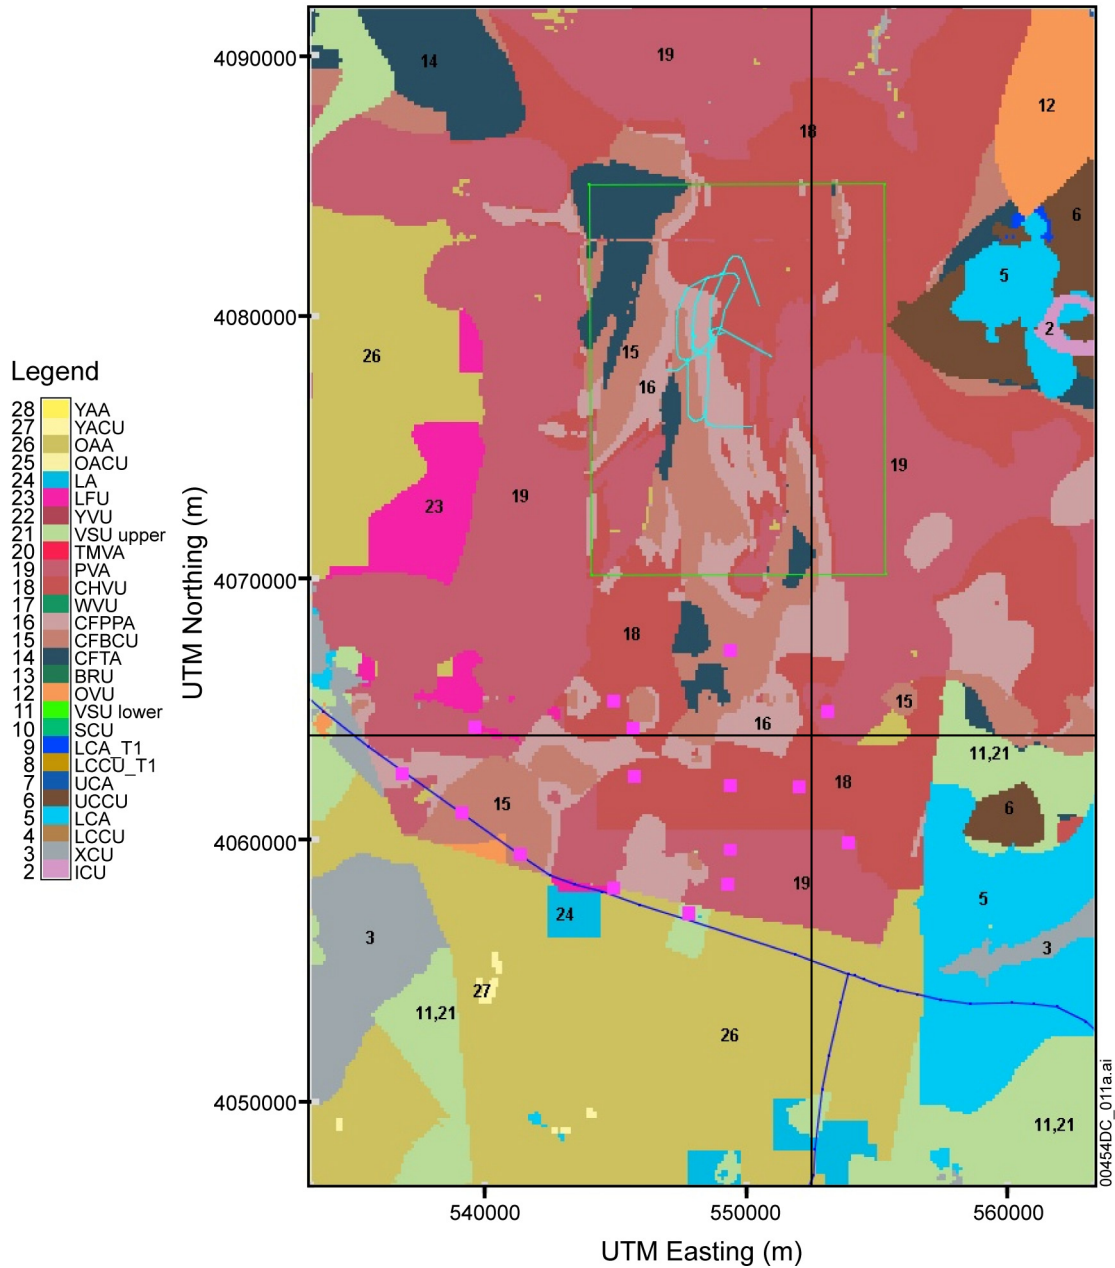 Legend
28 YAA
27 YACU
26 OAA
25 OACU
24 LA
23 LFU
22 YVU
21 VSU upper
20 TMVA
19 PVA
18 CHVU
17 WVU
16 CFPPA
15 CFBCU
14 CFTA
13 BRU
12 OVU
11 VSU lower
10 SCU
9 LCA_T1
8 LCCU_T1
7 UCA
6 UCCU
5 LCA
4 LCCU
3 XCU
2 ICU
UTM Northing (m)
4090000
4080000
4070000
4060000
4050000
14
19
12
18
6
5
2
15
26
16
19
19
23
18
15
16
11,21
18
15
6
19
5
24
3
3
27
11,21
26
11,21
540000
550000
560000
UTM Easting (m)
00454DC_011a.ai